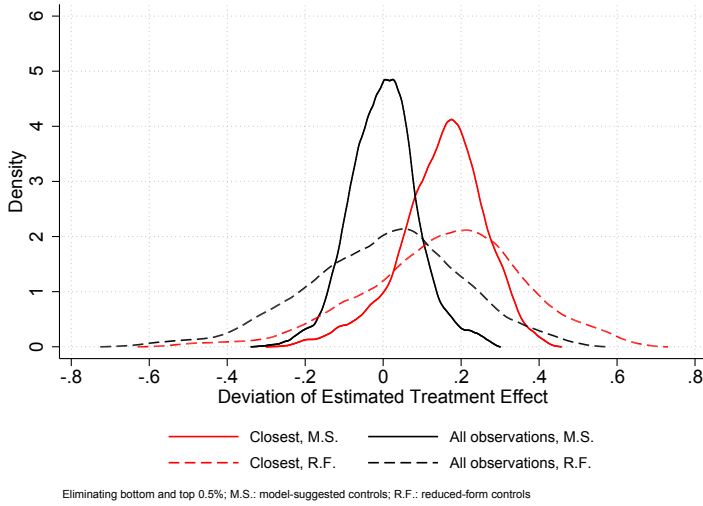 6
5
4
3
2
1
0
Density
-.8 -.6 -.4 -.2 0 .2 .4 .6 .8
Deviation of Estimated Treatment Effect
Closest, M.S. All observations, M.S.
Closest, R.F. All observations, R.F.
Eliminating bottom and top 0.5%; M.S.: model-suggested controls; R.F.: reduced-form controls